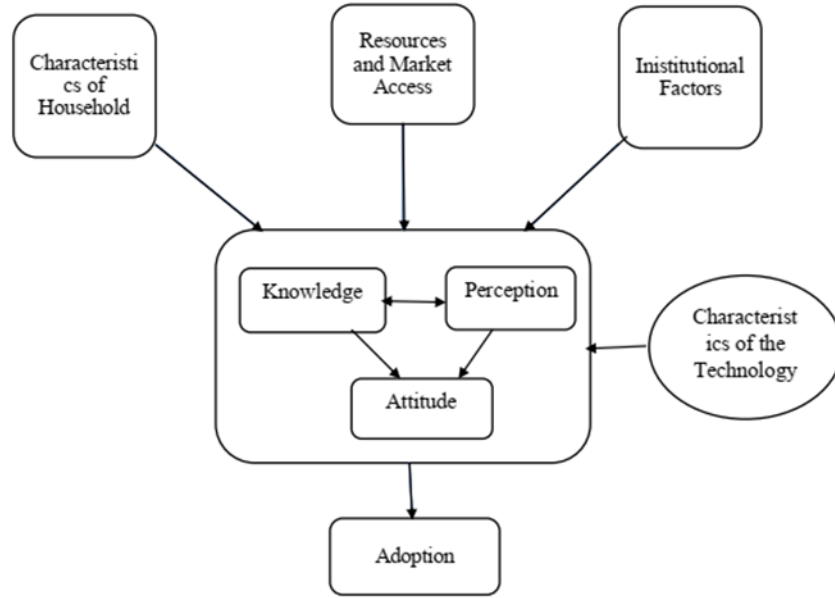 Characteristi
cs of
Household
Resources
and Market
Access
Inistitutional
Factors
Knowledge
Perception
Attitude
Characterist
ics of the
Technology
Adoption